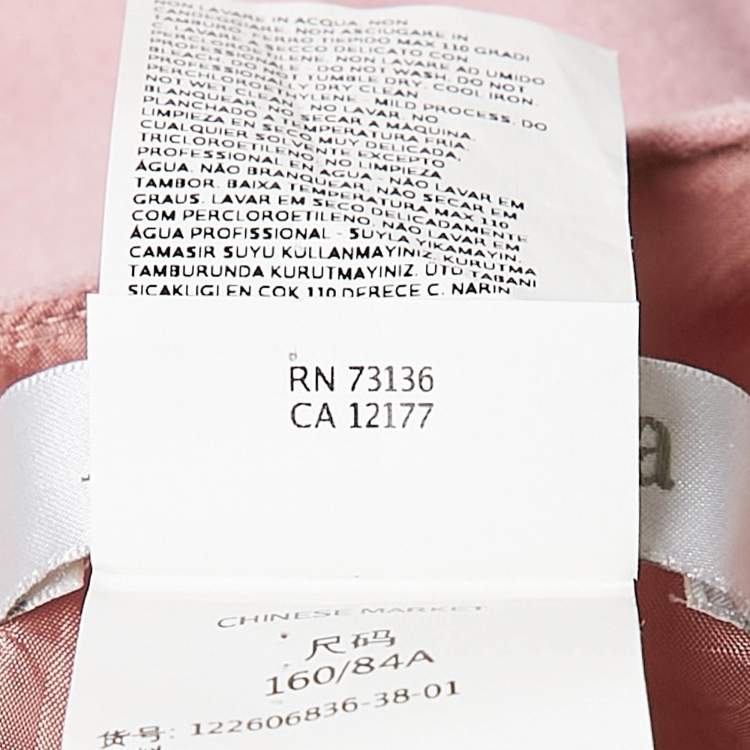 NON LAVARE IN ACQUA. NON
CANDEGGIARE. NON ASCIUGARE IN
TAMBURO. FERRO TIEPIDO MAX 110 GRADI
C. LAVARE A SECCO DELICATO CON
PERCLOROETILENE. NON LAVARE AD UMIDO
PROFESSIONALE - DO NOT WASH. DO NOT
BLEACH. DO NOT TUMBLE DRY. COOL IRON.
PROFESSIONALLY DRY CLEAN
PERCHLOROETHYLENE - MILD PROCESS. DO
NOT WET CLEAN - NO LAVAR. NO
BLANQUEAR. NO SECAR A MÁQUINA.
PLANCHADO A TEMPERATURA FRIA.
LIMPIEZA EN SECO MUY DELICADA,
CUALQUIER SOLVENTE EXCEPTO
TRICLOROETILENO. NO LIMPIEZA
PROFESSIONAL EN AGUA - NÃO LAVAR EM
ÁGUA. NÃO BRANQUEAR. NÃO SECAR EM
TAMBOR. BAIXA TEMPERATURA MAX 110
GRAUS. LAVAR EM SECO DELICADAMENTE
COM PERCLOROETILENO. NÃO LAVAR EM
ÁGUA PROFISSIONAL - SUYLA YIKAMAYIN.
CAMASIR SUYU KULLANMAYINIZ. KURUTMA
TAMBURUNDA KURUTMAYINIZ. ÜTÜ TABANI
SICAKLIGI EN COK 110 DERECE C. NARIN
RN 73136
CA 12177
a
CHINESE MARKET
尺码
160/84A
货号: 122606836-38-01